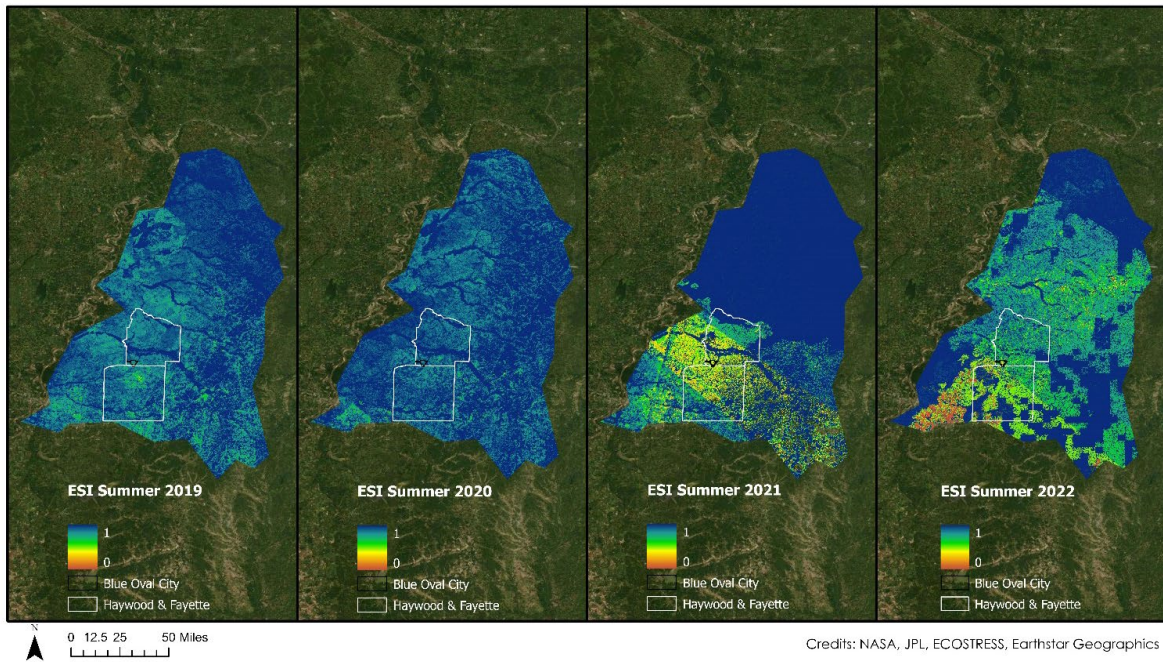 ESI Summer 2019
1
0
Blue Oval City
Haywood & Fayette
ESI Summer 2020
1
0
Blue Oval City
Haywood & Fayette
ESI Summer 2021
1
0
Blue Oval City
Haywood & Fayette
ESI Summer 2022
1
0
Blue Oval City
Haywood & Fayette
N
0 12.5 25 50 Miles
Credits: NASA, JPL, ECOSTRESS, Earthstar Geographics